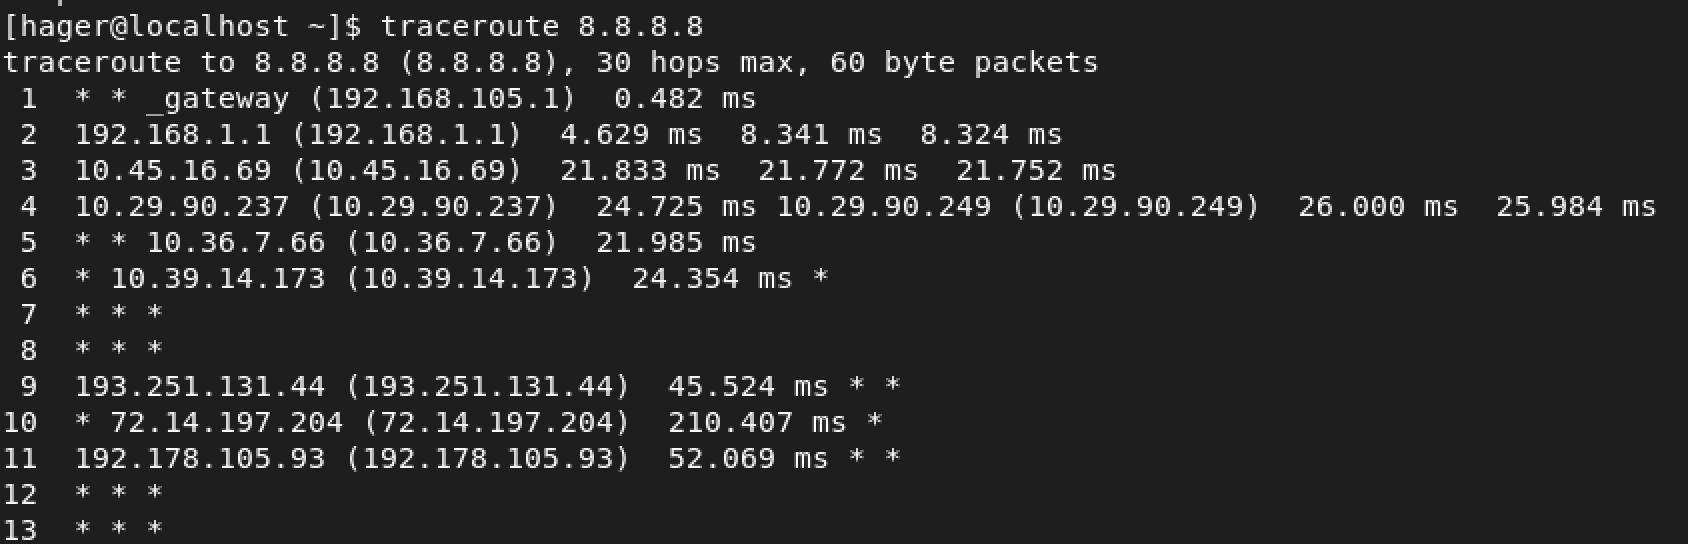 [hager@localhost ~]$ traceroute 8.8.8.8
traceroute to 8.8.8.8 (8.8.8.8), 30 hops max, 60 byte packets
 1  * * _gateway (192.168.105.1)  0.482 ms
 2  192.168.1.1 (192.168.1.1)  4.629 ms  8.341 ms  8.324 ms
 3  10.45.16.69 (10.45.16.69)  21.833 ms  21.772 ms  21.752 ms
 4  10.29.90.237 (10.29.90.237)  24.725 ms 10.29.90.249 (10.29.90.249)  26.000 ms  25.984 ms
 5  * * 10.36.7.66 (10.36.7.66)  21.985 ms
 6  * 10.39.14.173 (10.39.14.173)  24.354 ms *
 7  * * *
 8  * * *
 9  193.251.131.44 (193.251.131.44)  45.524 ms * *
10  * 72.14.197.204 (72.14.197.204)  210.407 ms *
11  192.178.105.93 (192.178.105.93)  52.069 ms * *
12  * * *
13  * * *